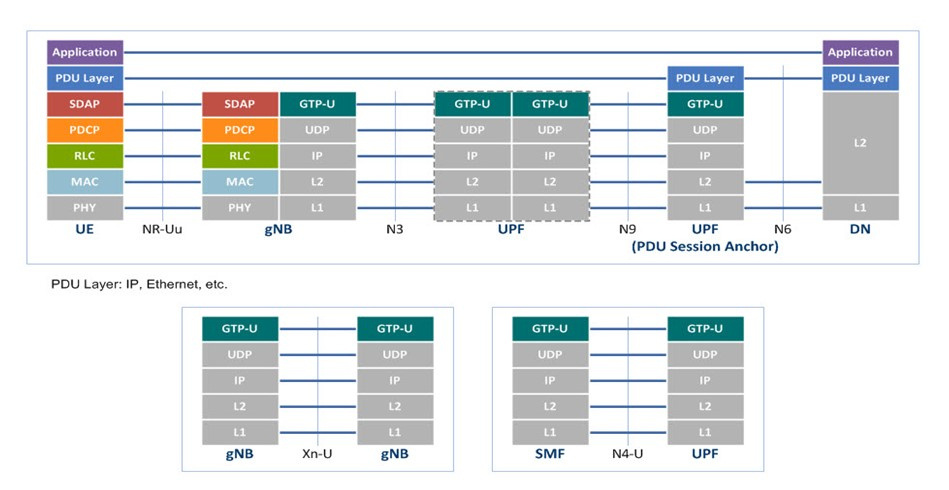 Application Application
PDU Layer PDU Layer PDU Layer
SDAP SDAP GTP-U GTP-U GTP-U GTP-U
PDCP PDCP UDP UDP UDP UDP
RLC RLC IP IP IP IP L2
MAC MAC L2 L2 L2 L2
PHY PHY L1 L1 L1 L1 L1
UE NR-Uu gNB N3 UPF N9 UPF N6 DN
(PDU Session Anchor)
PDU Layer: IP, Ethernet, etc.
GTP-U GTP-U GTP-U GTP-U
UDP UDP UDP UDP
IP IP IP IP
L2 L2 L2 L2
L1 L1 L1 L1
gNB Xn-U gNB SMF N4-U UPF